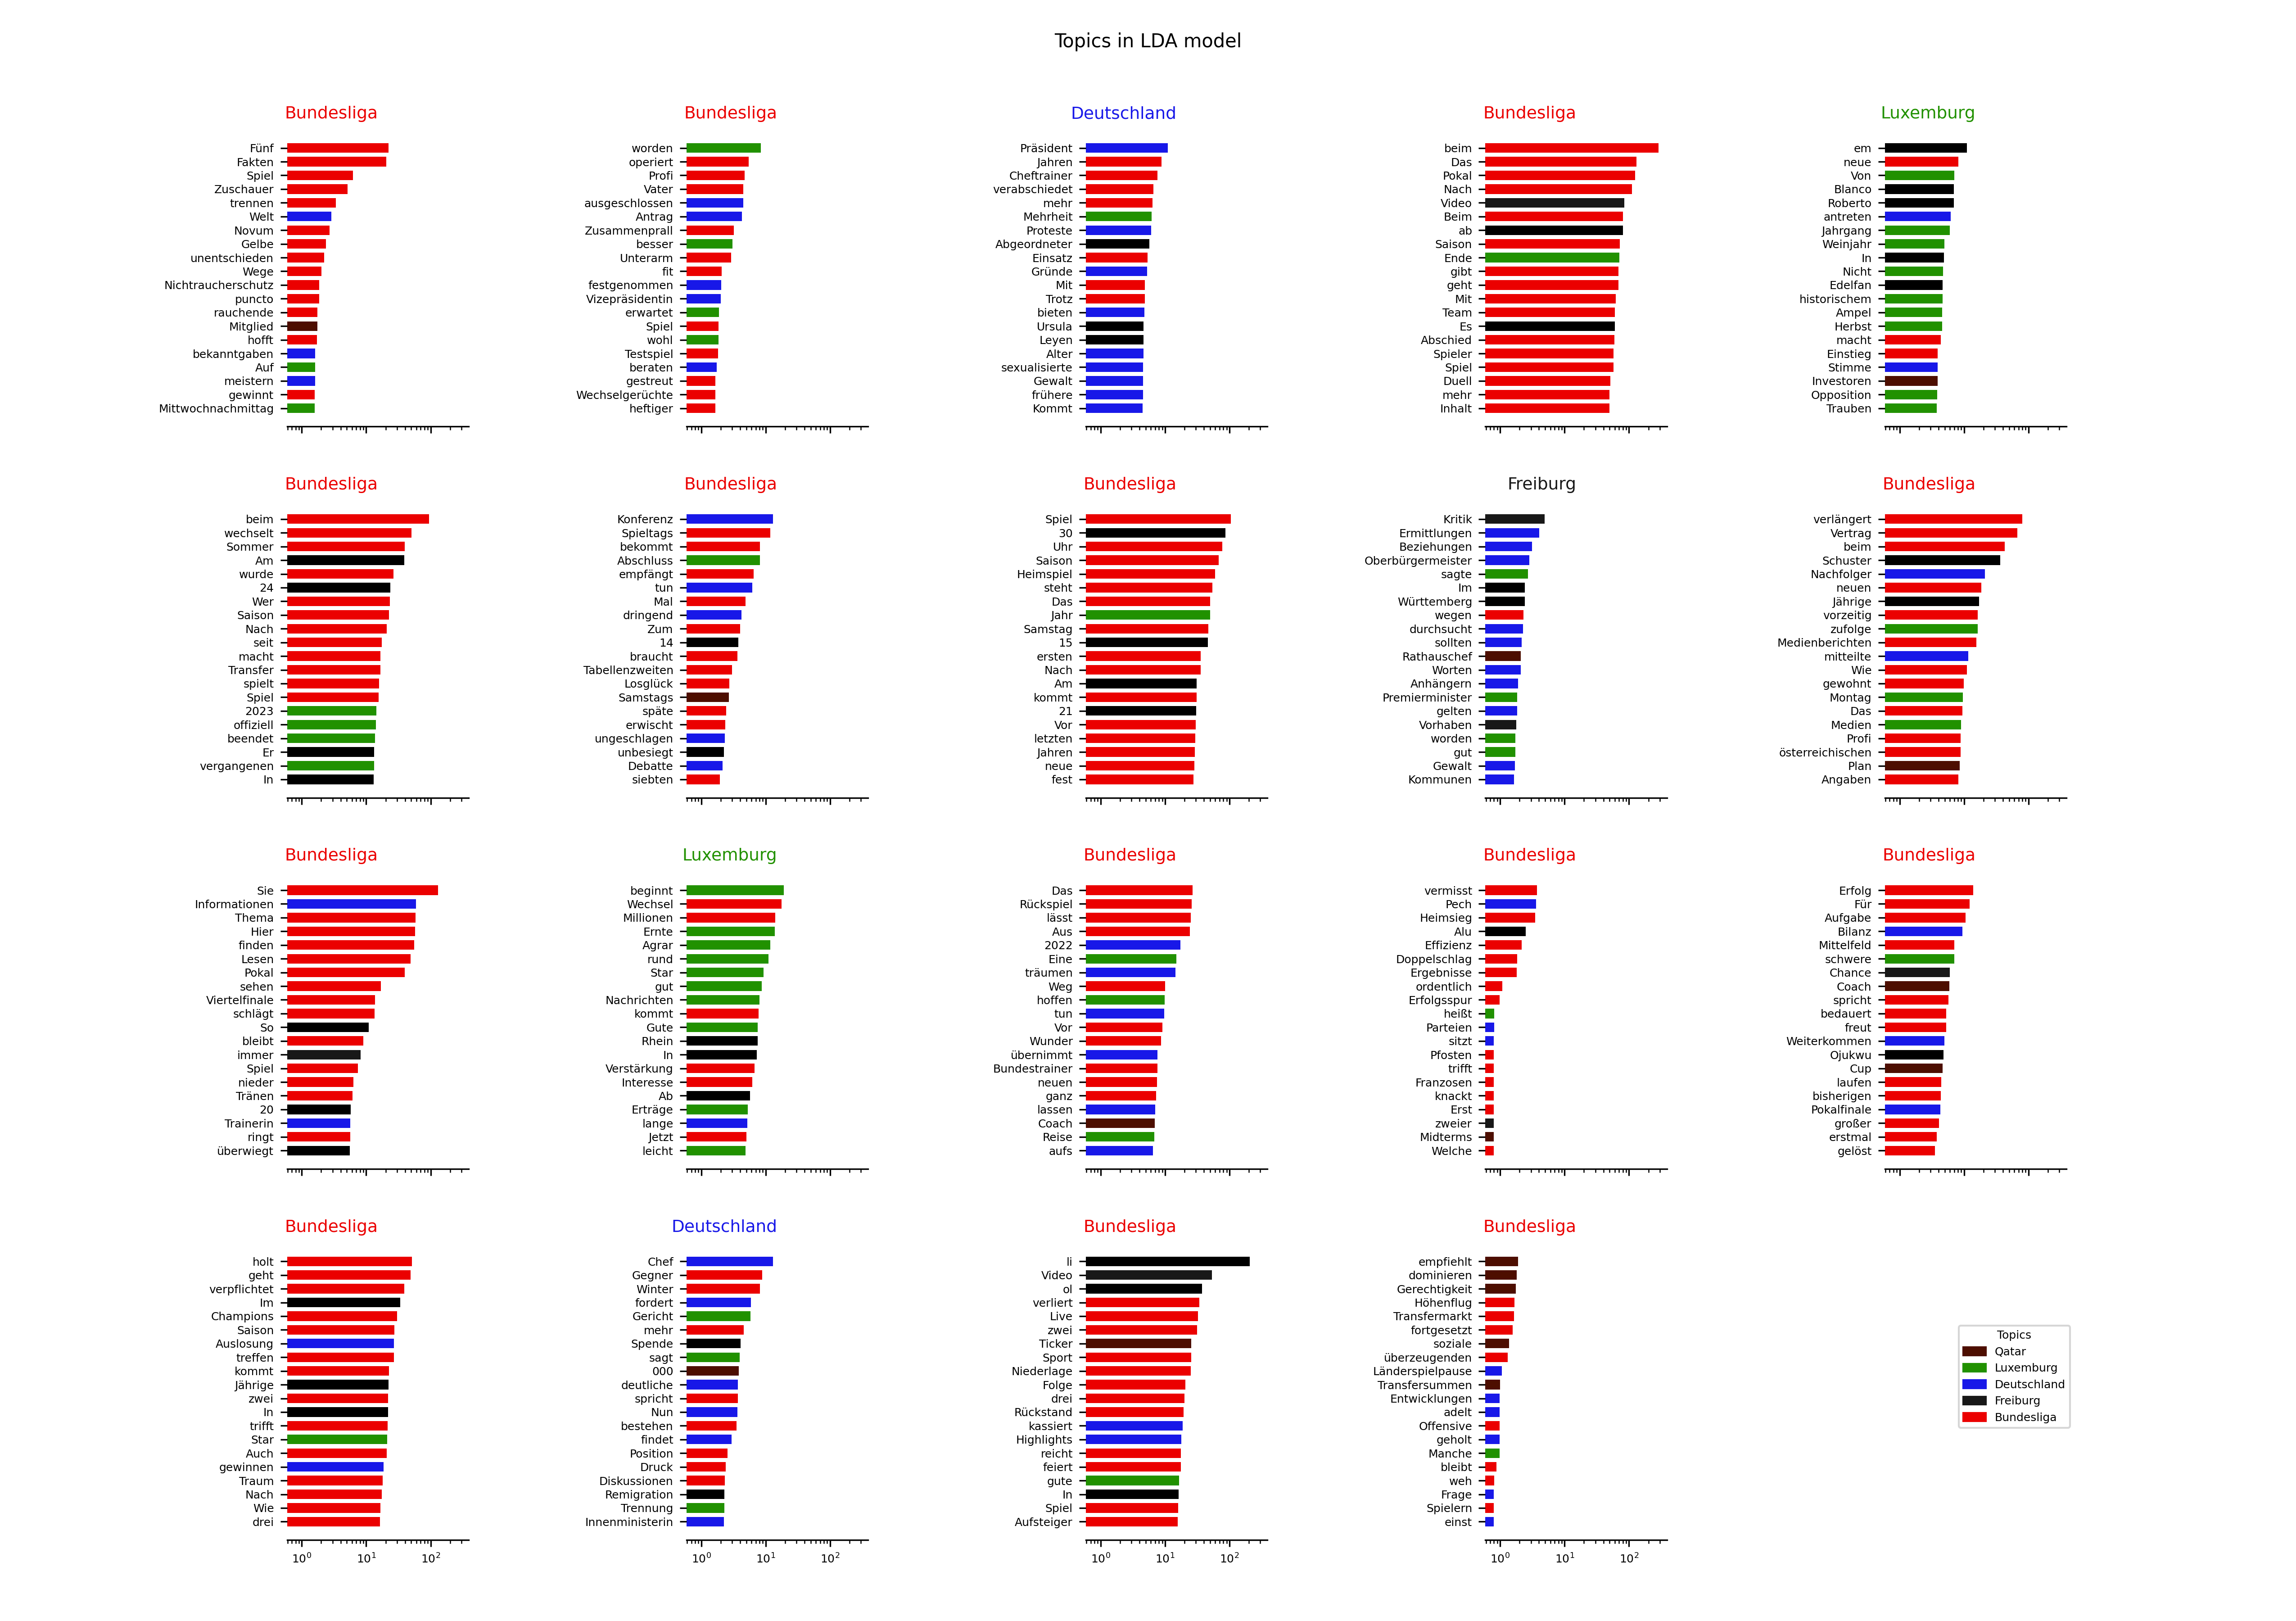 Topics in LDA model
Bundesliga
Fünf
Fakten
Spiel
Zuschauer
trennen
Welt
Novum
Gelbe
unentschieden
Wege
Nichtraucherschutz
puncto
rauchende
Mitglied
hofft
bekanntgaben
Auf
meistern
gewinnt
Mittwochnachmittag
Bundesliga
worden
operiert
Profi
Vater
ausgeschlossen
Antrag
Zusammenprall
besser
Unterarm
fit
festgenommen
Vizepräsidentin
erwartet
Spiel
wohl
Testspiel
beraten
gestreut
Wechselgerüchte
heftiger
Deutschland
Präsident
Jahren
Cheftrainer
verabschiedet
mehr
Mehrheit
Proteste
Abgeordneter
Einsatz
Gründe
Mit
Trotz
bieten
Ursula
Leyen
Alter
sexualisierte
Gewalt
frühere
Kommt
Bundesliga
beim
Das
Pokal
Nach
Video
Beim
ab
Saison
Ende
gibt
geht
Mit
Team
Es
Abschied
Spieler
Spiel
Duell
mehr
Inhalt
Luxemburg
em
neue
Von
Blanco
Roberto
antreten
Jahrgang
Weinjahr
In
Nicht
Edelfan
historischem
Ampel
Herbst
macht
Einstieg
Stimme
Investoren
Opposition
Trauben
Bundesliga
beim
wechselt
Sommer
Am
wurde
24
Wer
Saison
Nach
seit
macht
Transfer
spielt
Spiel
2023
offiziell
beendet
Er
vergangenen
In
Bundesliga
Konferenz
Spieltags
bekommt
Abschluss
empfängt
tun
Mal
dringend
Zum
14
braucht
Tabellenzweiten
Losglück
Samstags
späte
erwischt
ungeschlagen
unbesiegt
Debatte
siebten
Bundesliga
Spiel
30
Uhr
Saison
Heimspiel
steht
Das
Jahr
Samstag
15
ersten
Nach
Am
kommt
21
Vor
letzten
Jahren
neue
fest
Freiburg
Kritik
Ermittlungen
Beziehungen
Oberbürgermeister
sagte
Im
Württemberg
wegen
durchsucht
sollten
Rathauschef
Worten
Anhängern
Premierminister
gelten
Vorhaben
worden
gut
Gewalt
Kommunen
Bundesliga
verlängert
Vertrag
beim
Schuster
Nachfolger
neuen
Jährige
vorzeitig
zufolge
Medienberichten
mitteilte
Wie
gewohnt
Montag
Das
Medien
Profi
österreichischen
Plan
Angaben
Bundesliga
Sie
Informationen
Thema
Hier
finden
Lesen
Pokal
sehen
Viertelfinale
schlägt
So
bleibt
immer
Spiel
nieder
Tränen
20
Trainerin
ringt
überwiegt
Luxemburg
beginnt
Wechsel
Millionen
Ernte
Agrar
rund
Star
gut
Nachrichten
kommt
Gute
Rhein
In
Verstärkung
Interesse
Ab
Erträge
lange
Jetzt
leicht
Bundesliga
Das
Rückspiel
lässt
Aus
2022
Eine
träumen
Weg
hoffen
tun
Vor
Wunder
übernimmt
Bundestrainer
neuen
ganz
lassen
Coach
Reise
aufs
Bundesliga
vermisst
Pech
Heimsieg
Alu
Effizienz
Doppelschlag
Ergebnisse
ordentlich
Erfolgsspur
heißt
Parteien
sitzt
Pfosten
trifft
Franzosen
knackt
Erst
zweier
Midterms
Welche
Bundesliga
Erfolg
Für
Aufgabe
Bilanz
Mittelfeld
schwere
Chance
Coach
spricht
bedauert
freut
Weiterkommen
Ojukwu
Cup
laufen
bisherigen
Pokalfinale
großer
erstmal
gelöst
Bundesliga
holt
geht
verpflichtet
Im
Champions
Saison
Auslosung
treffen
kommt
Jährige
zwei
In
trifft
Star
Auch
gewinnen
Traum
Nach
Wie
drei
10⁰ 10¹ 10²
Deutschland
Chef
Gegner
Winter
fordert
Gericht
mehr
Spende
sagt
000
deutliche
spricht
Nun
bestehen
findet
Position
Druck
Diskussionen
Remigration
Trennung
Innenministerin
10⁰ 10¹ 10²
Bundesliga
li
Video
ol
verliert
Live
zwei
Ticker
Sport
Niederlage
Folge
drei
Rückstand
kassiert
Highlights
reicht
feiert
gute
In
Spiel
Aufsteiger
10⁰ 10¹ 10²
Bundesliga
empfiehlt
dominieren
Gerechtigkeit
Höhenflug
Transfermarkt
fortgesetzt
soziale
überzeugenden
Länderspielpause
Transfersummen
Entwicklungen
adelt
Offensive
geholt
Manche
bleibt
weh
Frage
Spielern
einst
10⁰ 10¹ 10²
Topics
Qatar
Luxemburg
Deutschland
Freiburg
Bundesliga